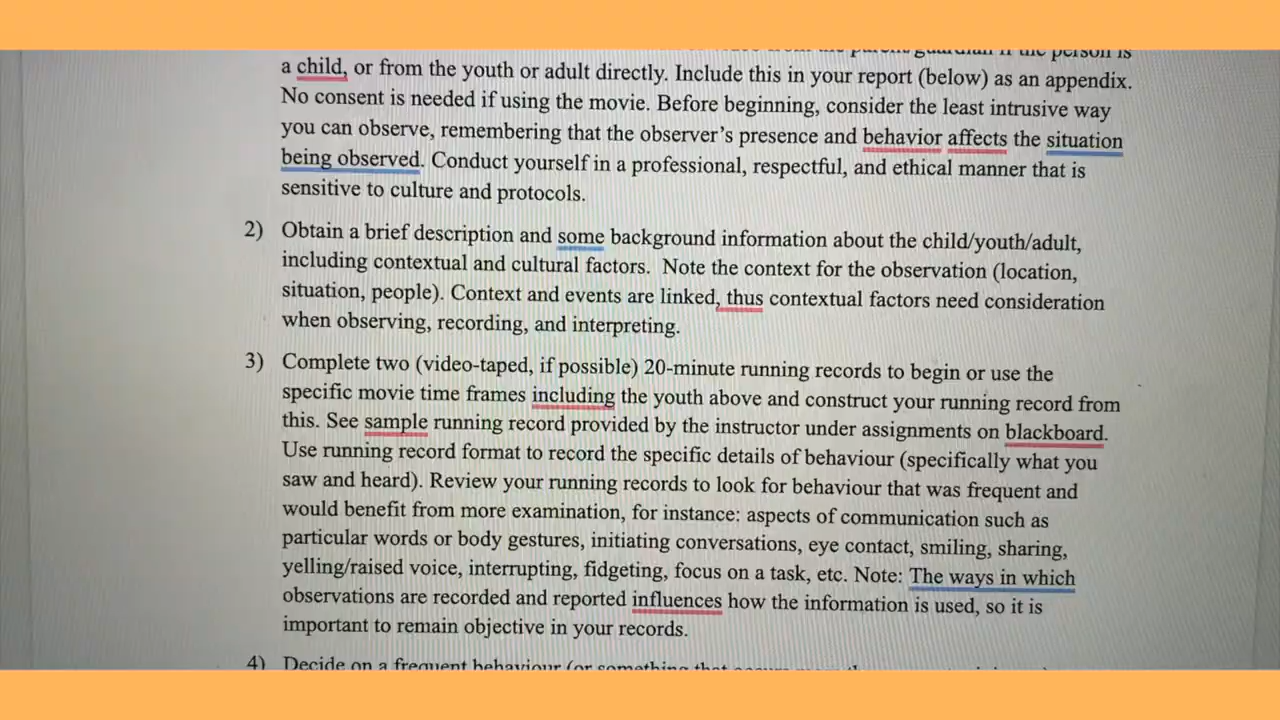 parent/guardian if the person is
a child, or from the youth or adult directly. Include this in your report (below) as an appendix.
No consent is needed if using the movie. Before beginning, consider the least intrusive way
you can observe, remembering that the observer's presence and behavior affects the situation
being observed. Conduct yourself in a professional, respectful, and ethical manner that is
sensitive to culture and protocols.
2) Obtain a brief description and some background information about the child/youth/adult,
including contextual and cultural factors. Note the context for the observation (location,
situation, people). Context and events are linked, thus contextual factors need consideration
when observing, recording, and interpreting.
3) Complete two (video-taped, if possible) 20-minute running records to begin or use the
specific movie time frames including the youth above and construct your running record from
this. See sample running record provided by the instructor under assignments on blackboard.
Use running record format to record the specific details of behaviour (specifically what you
saw and heard). Review your running records to look for behaviour that was frequent and
would benefit from more examination, for instance: aspects of communication such as
particular words or body gestures, initiating conversations, eye contact, smiling, sharing,
yelling/raised voice, interrupting, fidgeting, focus on a task, etc. Note: The ways in which
observations are recorded and reported influences how the information is used, so it is
important to remain objective in your records.
4) Decide on a frequent behaviour (or something that occurs